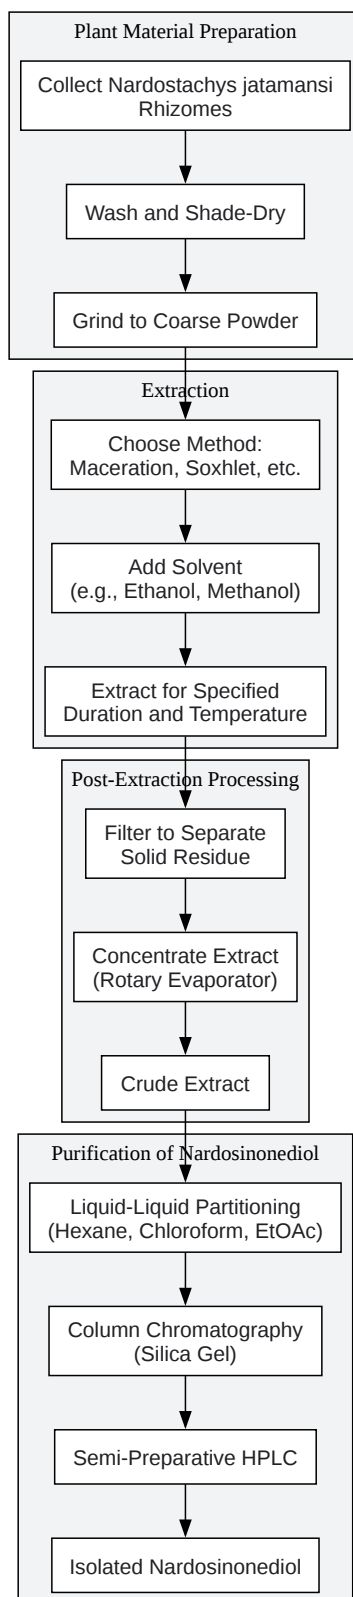 Plant Material Preparation
Collect Nardostachys jatamansi
Rhizomes
Wash and Shade-Dry
Grind to Coarse Powder
Extraction
Choose Method:
Maceration, Soxhlet, etc.
Add Solvent
(e.g., Ethanol, Methanol)
Extract for Specified
Duration and Temperature
Post-Extraction Processing
Filter to Separate
Solid Residue
Concentrate Extract
(Rotary Evaporator)
Crude Extract
Purification of Nardosinonediol
Liquid-Liquid Partitioning
(Hexane, Chloroform, EtOAc)
Column Chromatography
(Silica Gel)
Semi-Preparative HPLC
Isolated Nardosinonediol